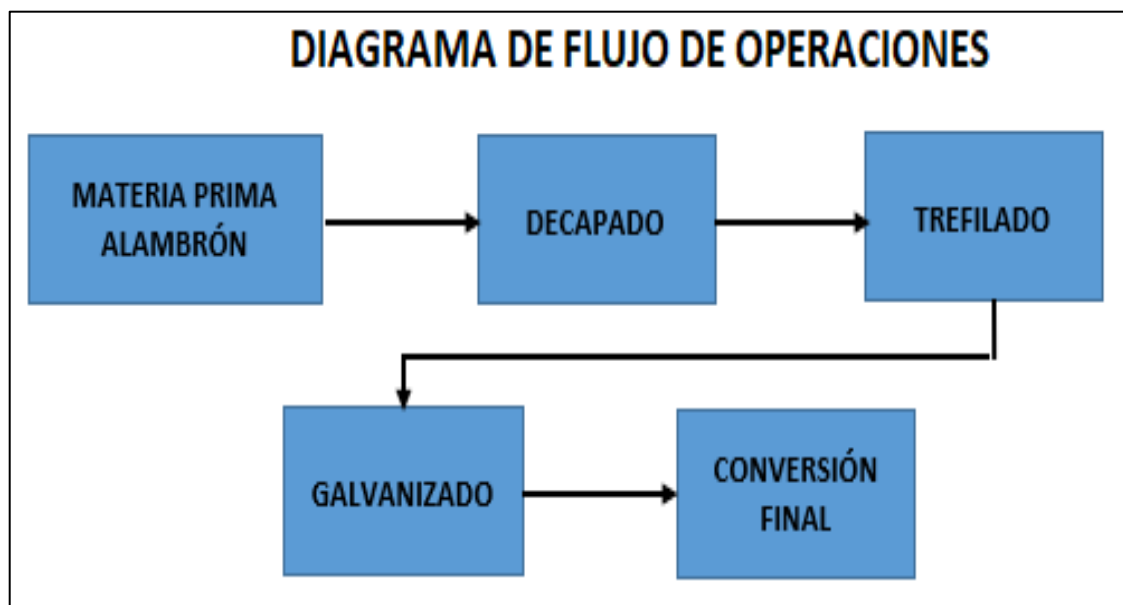 DIAGRAMA DE FLUJO DE OPERACIONES
MATERIA PRIMA
ALAMBRÓN
DECAPADO
TREFILADO
GALVANIZADO
CONVERSIÓN
FINAL